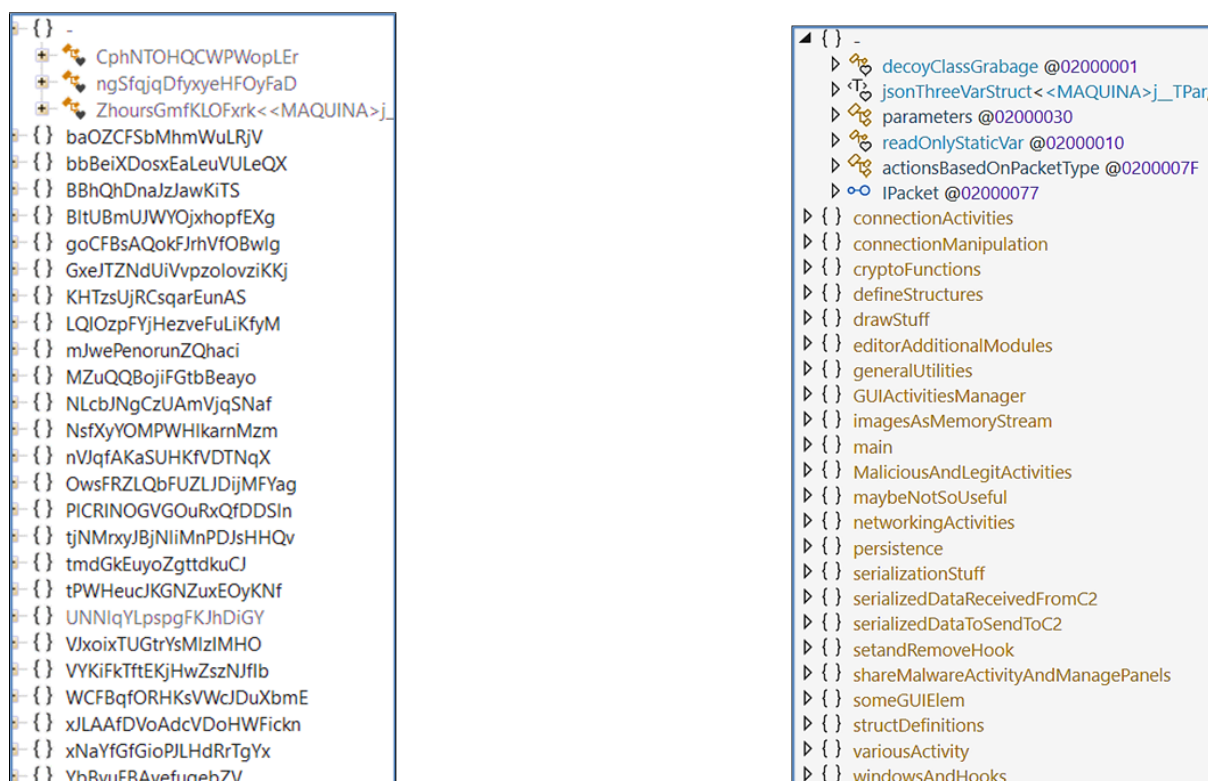 { } -
CphNTOHQCWPWopLEr
ngSfqjqDfyxyeHFOyFaD
ZhoursGmfKLOFxrk<<MAQUINA>j_
{ } baOZCFSbMhmWuLRjV
{ } bbBeiXDosxEaLeuVULeQX
{ } BBhQhDnaJzJawKiTS
{ } BItUBmUJWYOjxhopfEXg
{ } goCFBsAQokFJrhVfOBwIg
{ } GxeJTZNdUiVvpzolovziKKj
{ } KHTzsUjRCsqarEunAS
{ } LQIOzpFYjHezveFuLiKfyM
{ } mJwePenorunZQhaci
{ } MZuQQBojiFGtbBeayo
{ } NLcbJNgCzUAmVjqSNaf
{ } NsfXyYOMPWHIkarnMzm
{ } nVJqfAKaSUHKfVDTNqX
{ } OwsFRZLQbFUZLJDijMFYag
{ } PICRINOGVGOuRxQfDDSIn
{ } tjNMrxyJBjNIiMnPDJsHHQv
{ } tmdGkEuyoZgttdkuCJ
{ } tPWHeucJKGNZuxEOyKNf
{ } UNNIqYLpspgFKJhDiGY
{ } VJxoixTUGtrYsMIzIMHO
{ } VYKiFkTftEKjHwZszNJfIb
{ } WCFBqfORHKsVWcJDuXbmE
{ } xJLAAfDVoAdcVDoHWFickn
{ } xNaYfGfGioPJLHdRrTgYx
{ } YbByuFBAvefuqebZV
{ } -
decoyClassGrabage @02000001
jsonThreeVarStruct<<MAQUINA>j__TPar
parameters @02000030
readOnlyStaticVar @02000010
actionsBasedOnPacketType @0200007F
IPacket @02000077
{ } connectionActivities
{ } connectionManipulation
{ } cryptoFunctions
{ } defineStructures
{ } drawStuff
{ } editorAdditionalModules
{ } generalUtilities
{ } GUIActivitiesManager
{ } imagesAsMemoryStream
{ } main
{ } MaliciousAndLegitActivities
{ } maybeNotSoUseful
{ } networkingActivities
{ } persistence
{ } serializationStuff
{ } serializedDataReceivedFromC2
{ } serializedDataToSendToC2
{ } setandRemoveHook
{ } shareMalwareActivityAndManagePanels
{ } someGUIElem
{ } structDefinitions
{ } variousActivity
{ } windowsAndHooks